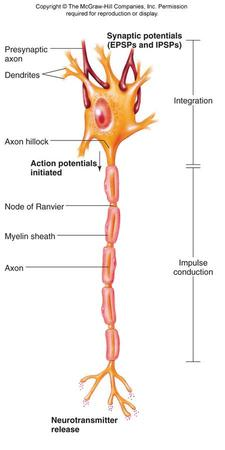 Copyright © The McGraw-Hill Companies, Inc. Permission
required for reproduction or display.
Synaptic potentials
(EPSPs and IPSPs)
Presynaptic
axon
Dendrites
Integration
Axon hillock
Action potentials
initiated
Node of Ranvier
Myelin sheath
Axon
Impulse
conduction
Neurotransmitter
release